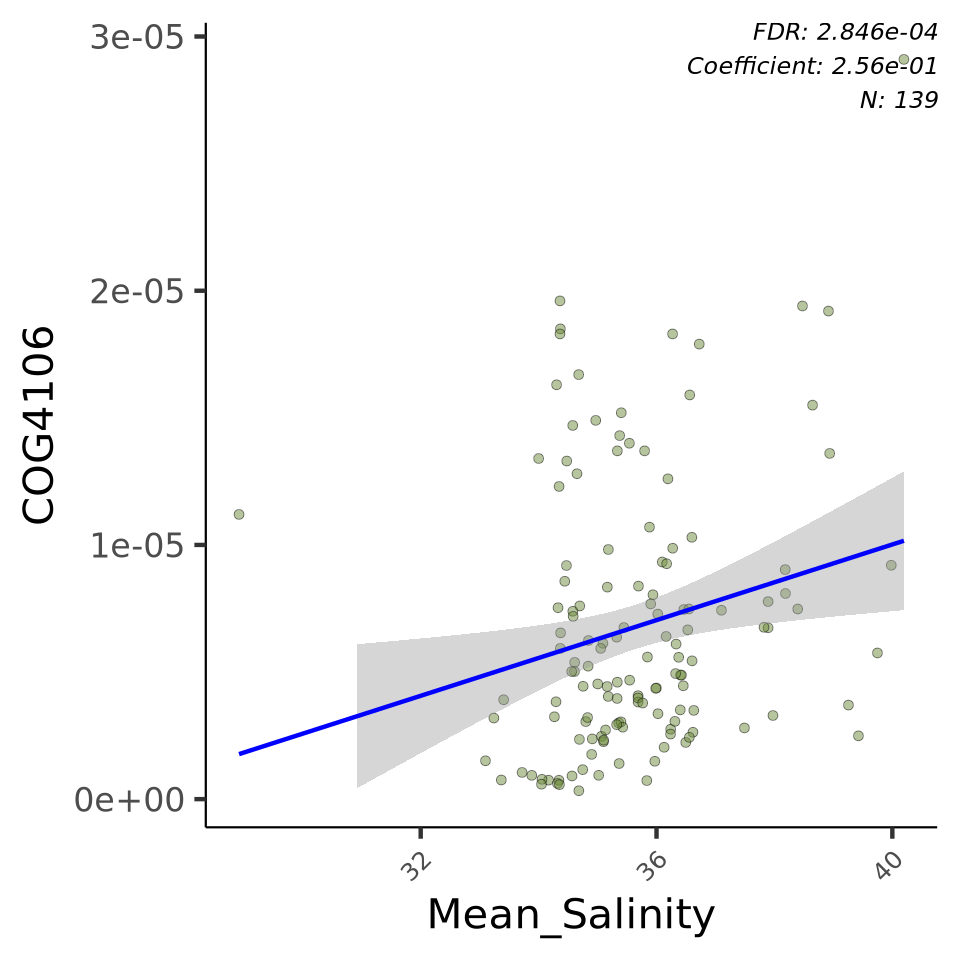 FDR: 2.846e-04
Coefficient: 2.56e-01
N: 139
3e-05
2e-05
1e-05
0e+00
COG4106
32
36
40
Mean_Salinity